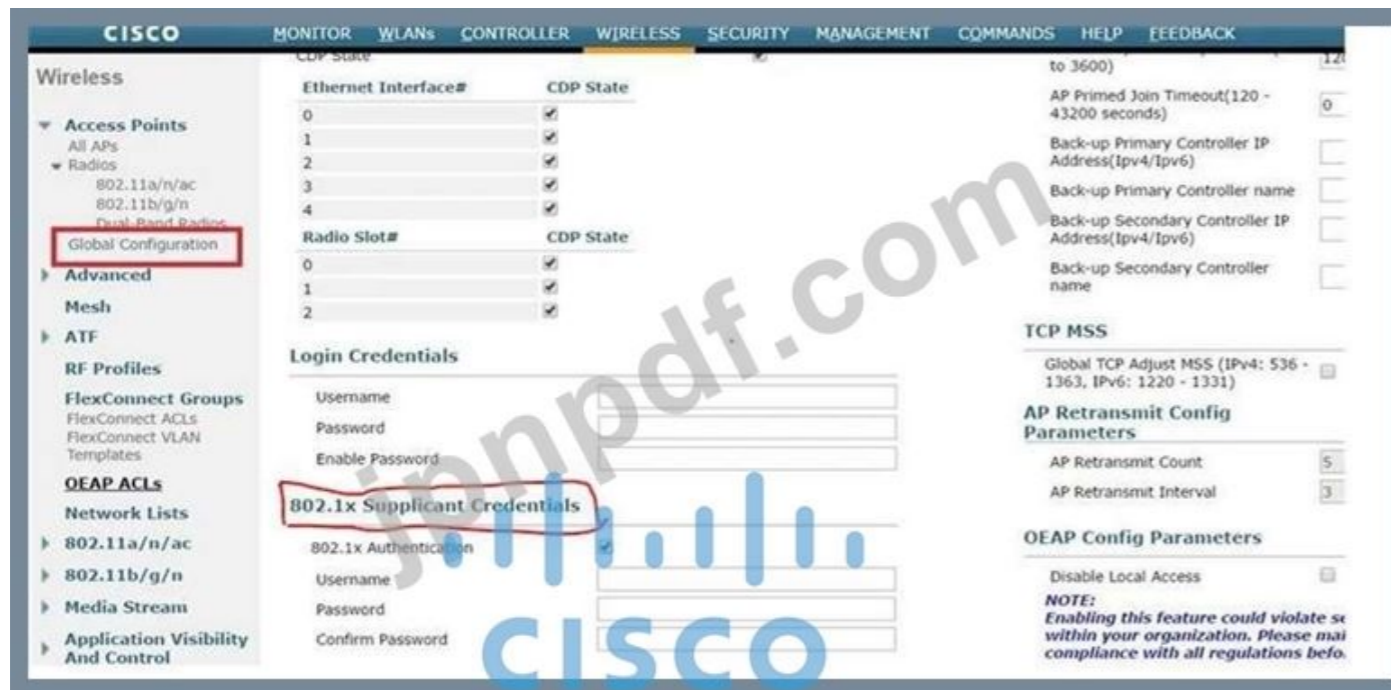 CISCO
MONITOR WLANs CONTROLLER WIRELESS SECURITY MANAGEMENT COMMANDS HELP FEEDBACK
Wireless
Access Points
All APs
Radios
802.11a/n/ac
802.11b/g/n
Dual-Band Radios
Global Configuration
Advanced
Mesh
ATF
RF Profiles
FlexConnect Groups
FlexConnect ACLs
FlexConnect VLAN
Templates
OEAP ACLs
Network Lists
802.11a/n/ac
802.11b/g/n
Media Stream
Application Visibility
And Control
CDP State
Ethernet Interface# CDP State
0
1
2
3
4
Radio Slot# CDP State
0
1
2
Login Credentials
Username
Password
Enable Password
802.1x Supplicant Credentials
802.1x Authentication
Username
Password
Confirm Password
to 3600)
AP Primed Join Timeout(120 -
43200 seconds) 0
Back-up Primary Controller IP
Address(Ipv4/Ipv6)
Back-up Primary Controller name
Back-up Secondary Controller IP
Address(Ipv4/Ipv6)
Back-up Secondary Controller
name
TCP MSS
Global TCP Adjust MSS (IPv4: 536 -
1363, IPv6: 1220 - 1331)
AP Retransmit Config
Parameters
AP Retransmit Count 5
AP Retransmit Interval 3
OEAP Config Parameters
Disable Local Access
NOTE:
Enabling this feature could violate
within your organization. Please
compliance with all regulations
jpnpdf.com
CISCO